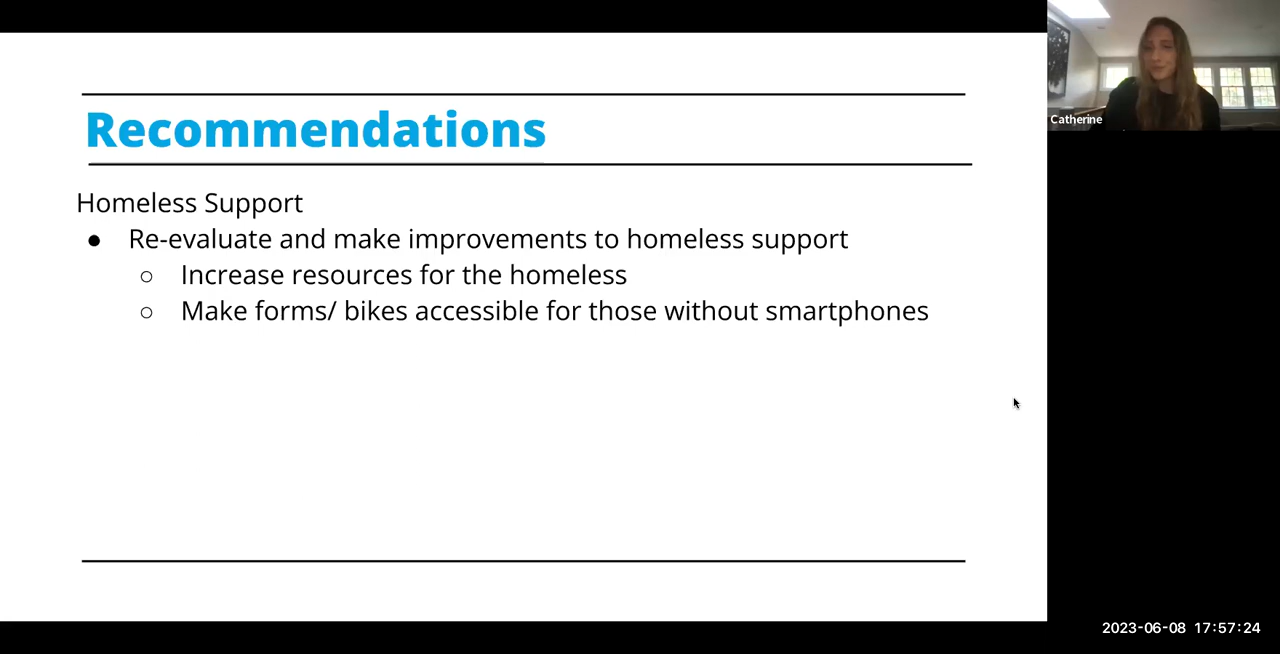 Recommendations
Homeless Support
● Re-evaluate and make improvements to homeless support
○ Increase resources for the homeless
○ Make forms/ bikes accessible for those without smartphones
Catherine
2023-06-08 17:57:24